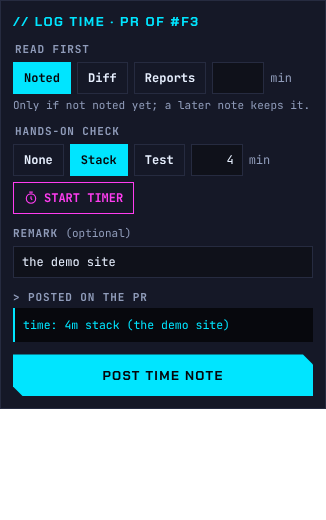 // LOG TIME · PR OF #F3
READ FIRST
Noted Diff Reports min
Only if not noted yet; a later note keeps it.
HANDS-ON CHECK
None Stack Test 4 min
START TIMER
REMARK (optional)
the demo site
> POSTED ON THE PR
time: 4m stack (the demo site)
POST TIME NOTE